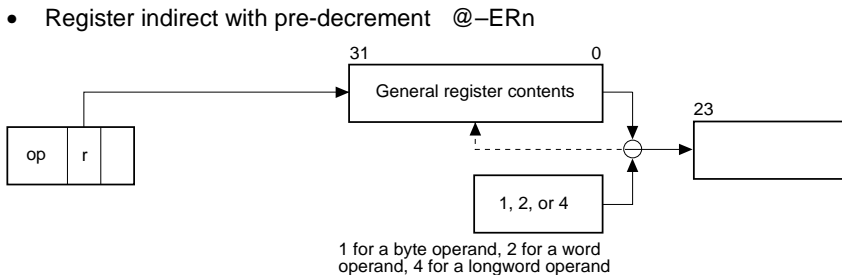 • Register indirect with pre-decrement @–ERn
31 0
General register contents
23
op r
1, 2, or 4
1 for a byte operand, 2 for a word
operand, 4 for a longword operand